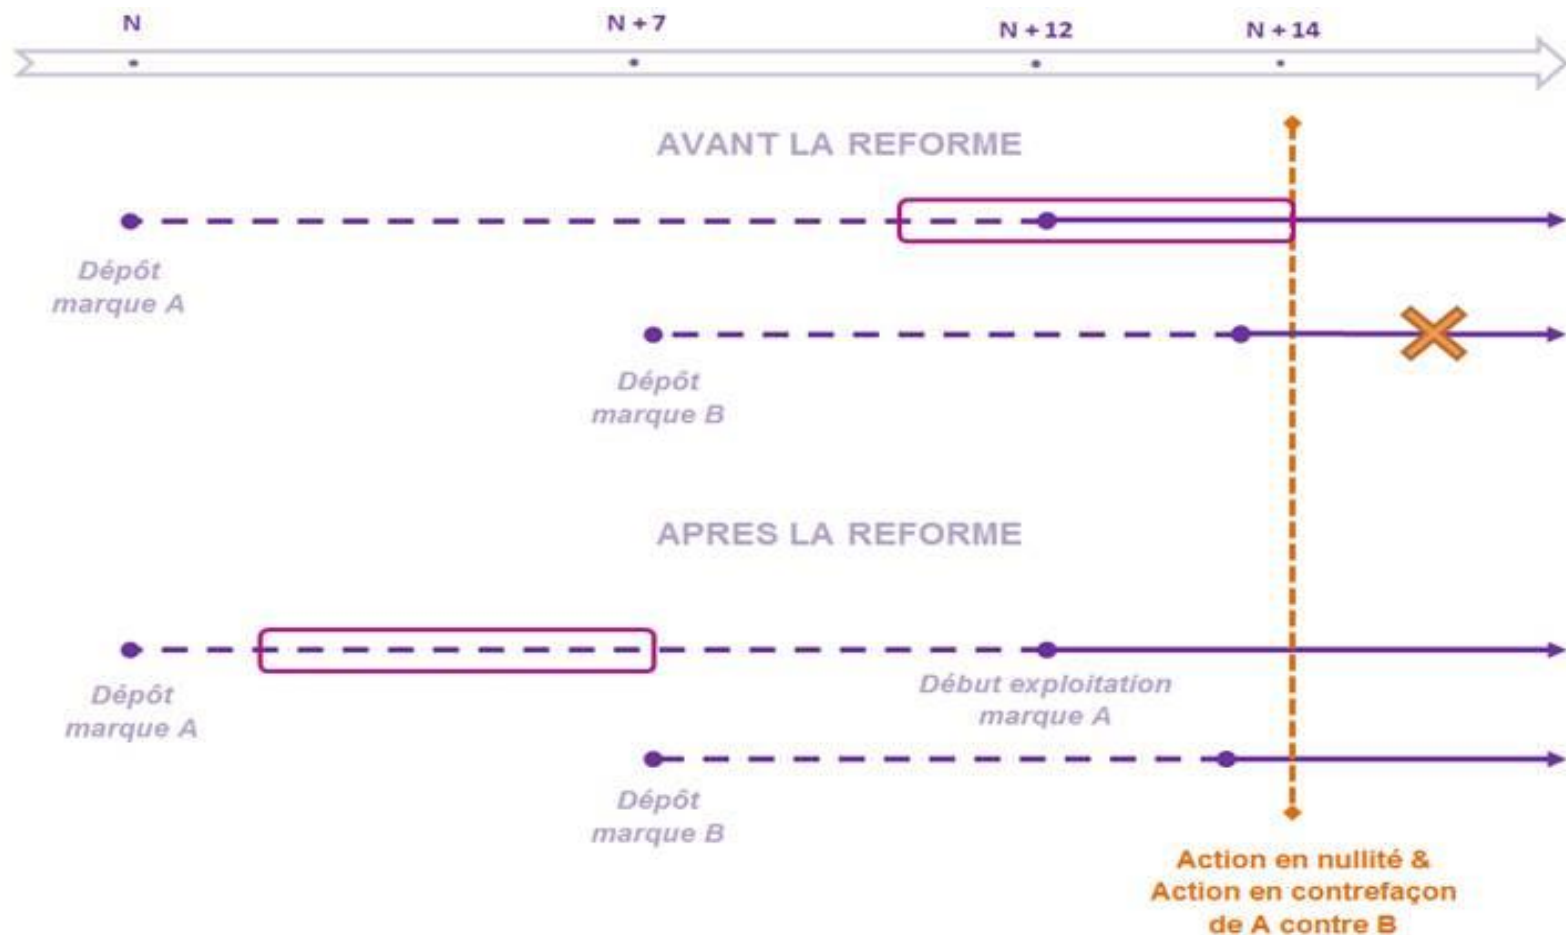 N
N + 7
N + 12
N + 14
AVANT LA REFORME
Dépôt
marque A
Dépôt
marque B
APRES LA REFORME
Dépôt
marque A
Début exploitation
marque A
Dépôt
marque B
Action en nullité &
Action en contrefaçon
de A contre B